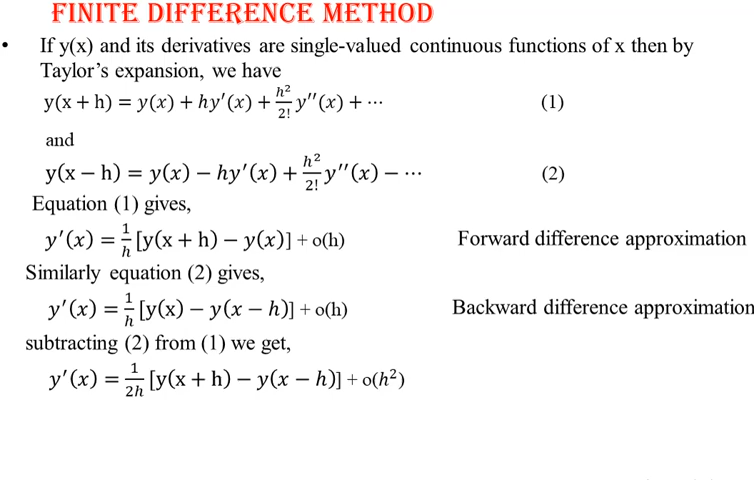 FINITE DIFFERENCE METHOD
• If y(x) and its derivatives are single-valued continuous functions of x then by
Taylor's expansion, we have
y(x + h) = y(x) + hy′(x) + h²/2! y′′(x) + ⋯ (1)
and
y(x − h) = y(x) − hy′(x) + h²/2! y′′(x) − ⋯ (2)
Equation (1) gives,
y′(x) = 1/h [y(x + h) − y(x)] + o(h) Forward difference approximation
Similarly equation (2) gives,
y′(x) = 1/h [y(x) − y(x − h)] + o(h) Backward difference approximation
subtracting (2) from (1) we get,
y′(x) = 1/2h [y(x + h) − y(x − h)] + o(h²)